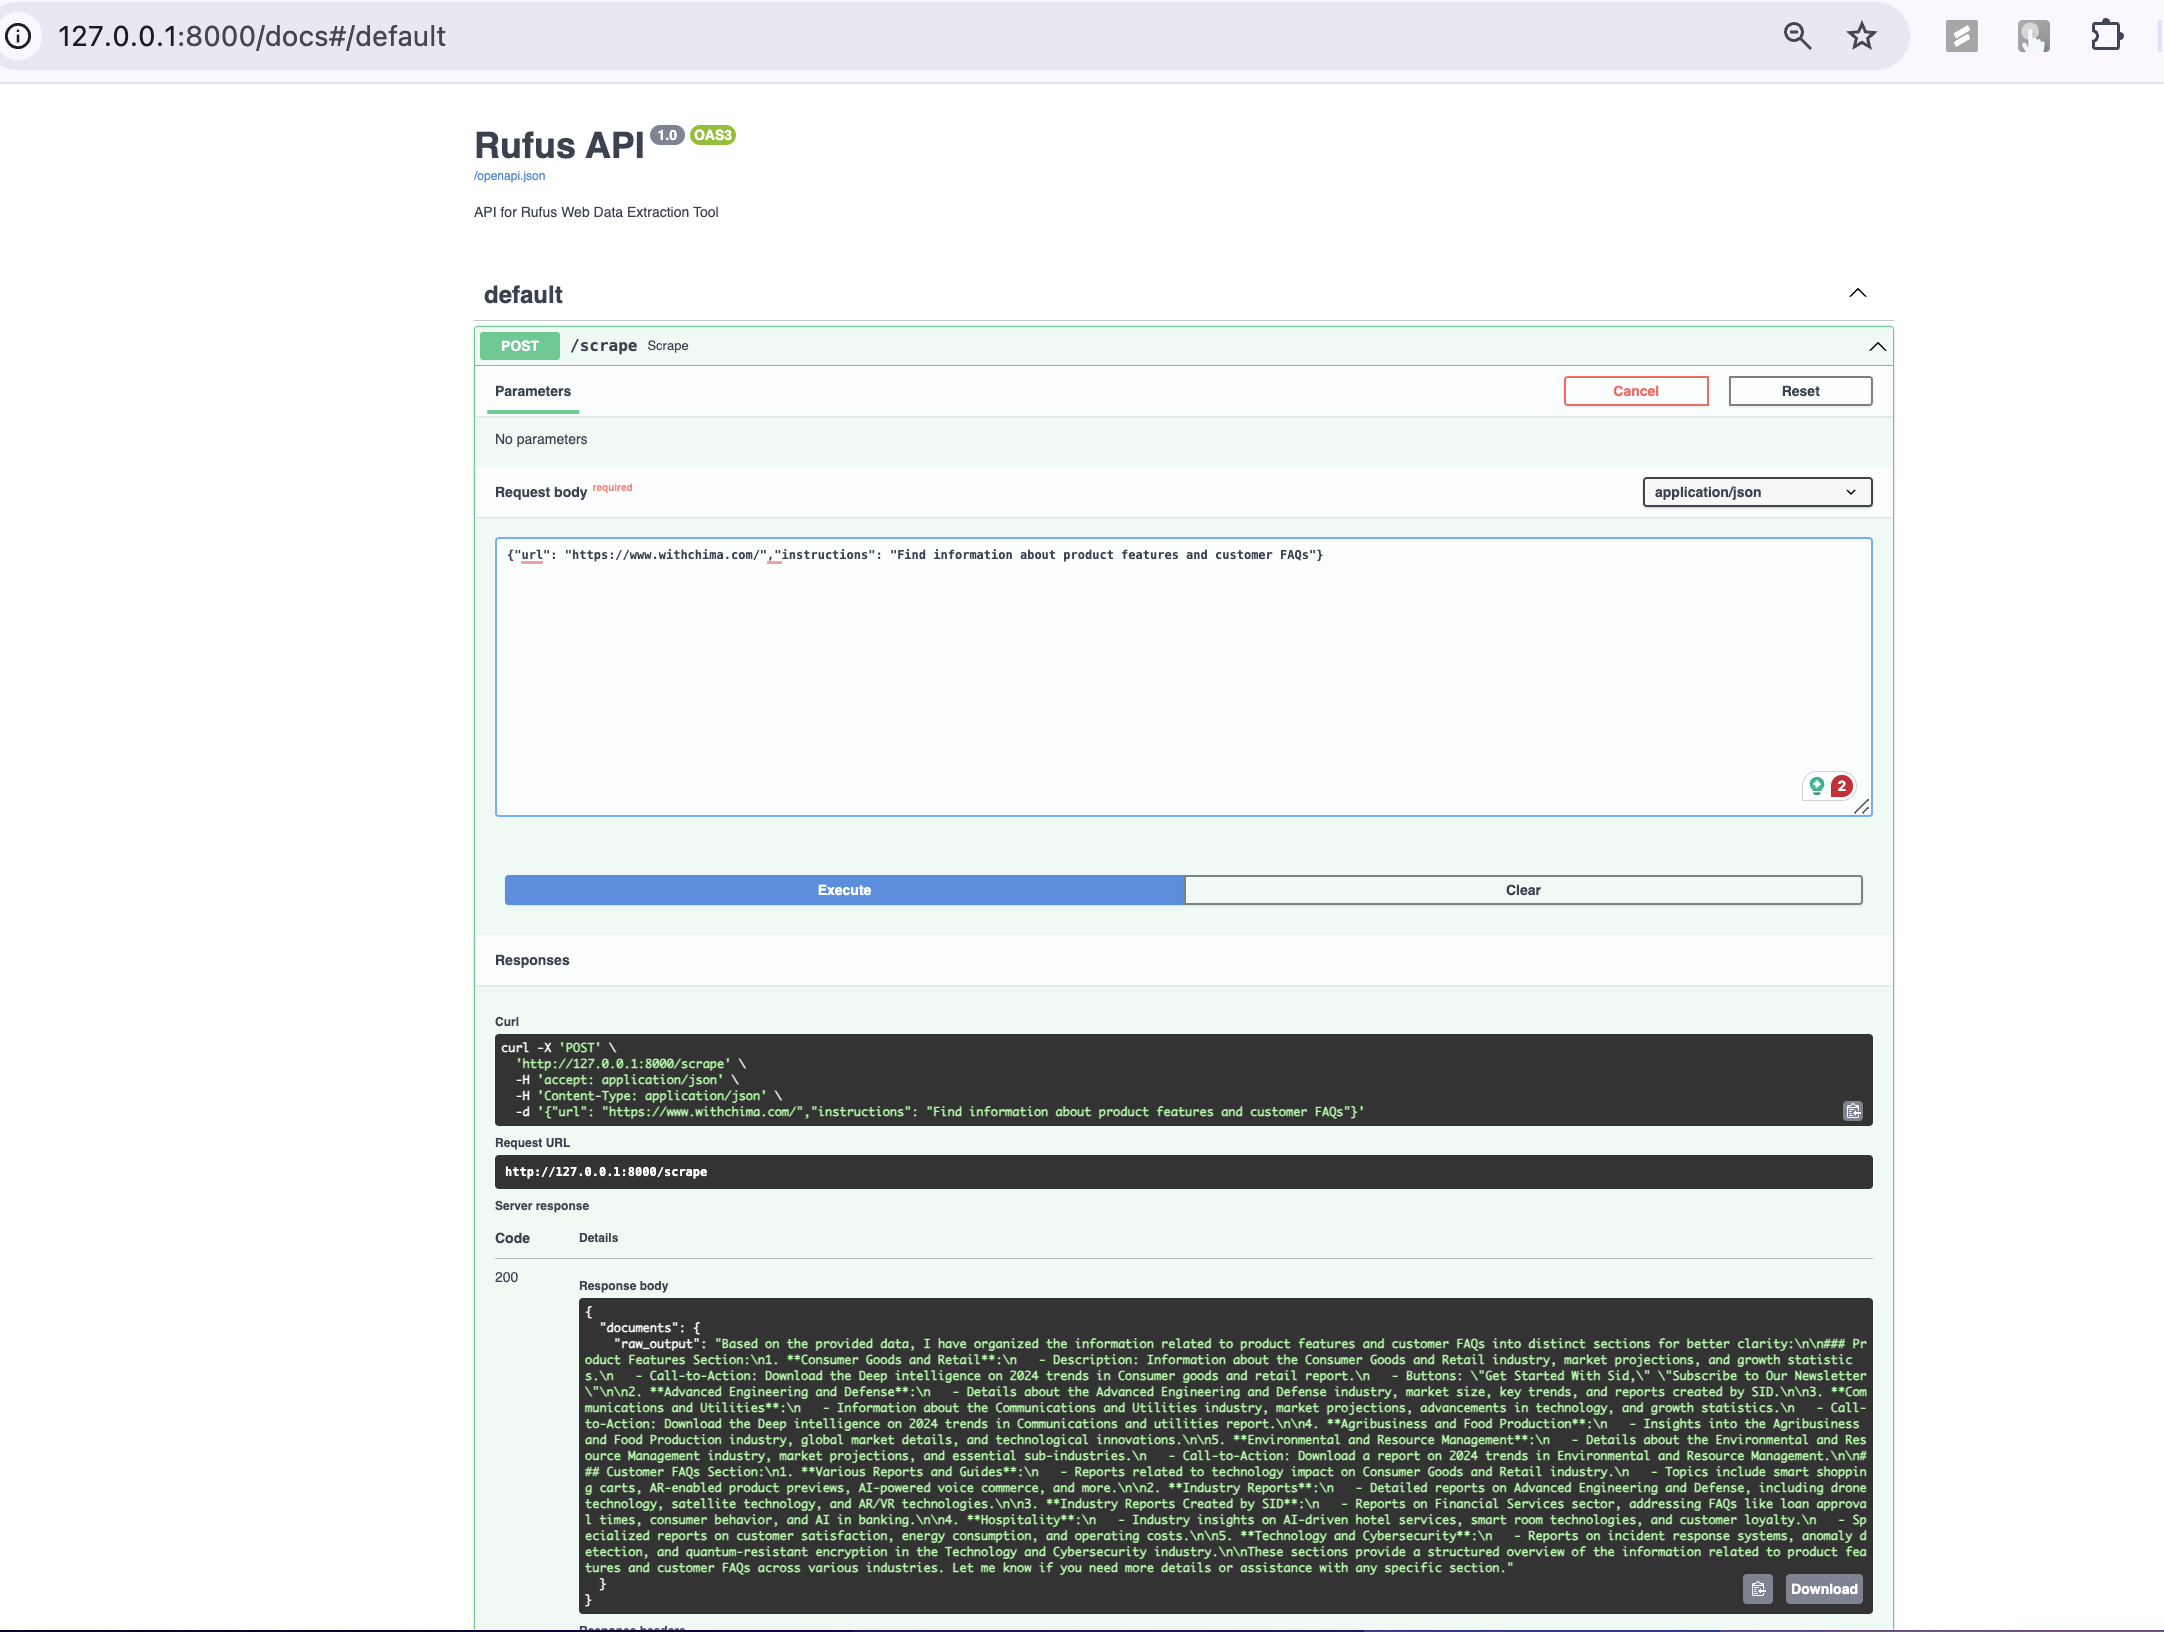 127.0.0.1:8000/docs#/default
Rufus API 1.0 OAS3
/openapi.json
API for Rufus Web Data Extraction Tool
default
POST /scrape Scrape
Parameters
Cancel
Reset
No parameters
Request body required
application/json
{"url": "https://www.withchima.com/","instructions": "Find information about product features and customer FAQs"}
2
Execute
Clear
Responses
Curl
curl -X 'POST' \
'http://127.0.0.1:8000/scrape' \
-H 'accept: application/json' \
-H 'Content-Type: application/json' \
-d '{"url": "https://www.withchima.com/","instructions": "Find information about product features and customer FAQs"}'
Request URL
http://127.0.0.1:8000/scrape
Server response
Code Details
200
Response body
{
"documents": {
"raw_output": "Based on the provided data, I have organized the information related to product features and customer FAQs into distinct sections for better clarity:\n\n### Pr
oduct Features Section:\n1. **Consumer Goods and Retail**:\n   - Description: Information about the Consumer Goods and Retail industry, market projections, and growth statistic
s.\n   - Call-to-Action: Download the Deep intelligence on 2024 trends in Consumer goods and retail report.\n   - Buttons: \"Get Started With Sid,\" \"Subscribe to Our Newsletter
\"\n\n2. **Advanced Engineering and Defense**:\n   - Details about the Advanced Engineering and Defense industry, market size, key trends, and reports created by SID.\n\n3. **Com
munications and Utilities**:\n   - Information about the Communications and Utilities industry, market projections, advancements in technology, and growth statistics.\n   - Call-
to-Action: Download the Deep intelligence on 2024 trends in Communications and utilities report.\n\n4. **Agribusiness and Food Production**:\n   - Insights into the Agribusiness
and Food Production industry, global market details, and technological innovations.\n\n5. **Environmental and Resource Management**:\n   - Details about the Environmental and Res
ource Management industry, market projections, and essential sub-industries.\n   - Call-to-Action: Download a report on 2024 trends in Environmental and Resource Management.\n\n#
## Customer FAQs Section:\n1. **Various Reports and Guides**:\n   - Reports related to technology impact on Consumer Goods and Retail industry.\n   - Topics include smart shoppin
g carts, AR-enabled product previews, AI-powered voice commerce, and more.\n\n2. **Industry Reports**:\n   - Detailed reports on Advanced Engineering and Defense, including drone
technology, satellite technology, and AR/VR technologies.\n\n3. **Industry Reports Created by SID**:\n   - Reports on Financial Services sector, addressing FAQs like loan approva
l times, consumer behavior, and AI in banking.\n\n4. **Hospitality**:\n   - Industry insights on AI-driven hotel services, smart room technologies, and customer loyalty.\n   - Sp
ecialized reports on customer satisfaction, energy consumption, and operating costs.\n\n5. **Technology and Cybersecurity**:\n   - Reports on incident response systems, anomaly d
etection, and quantum-resistant encryption in the Technology and Cybersecurity industry.\n\nThese sections provide a structured overview of the information related to product fea
tures and customer FAQs across various industries. Let me know if you need more details or assistance with any specific section."
}
}
Download
Response headers